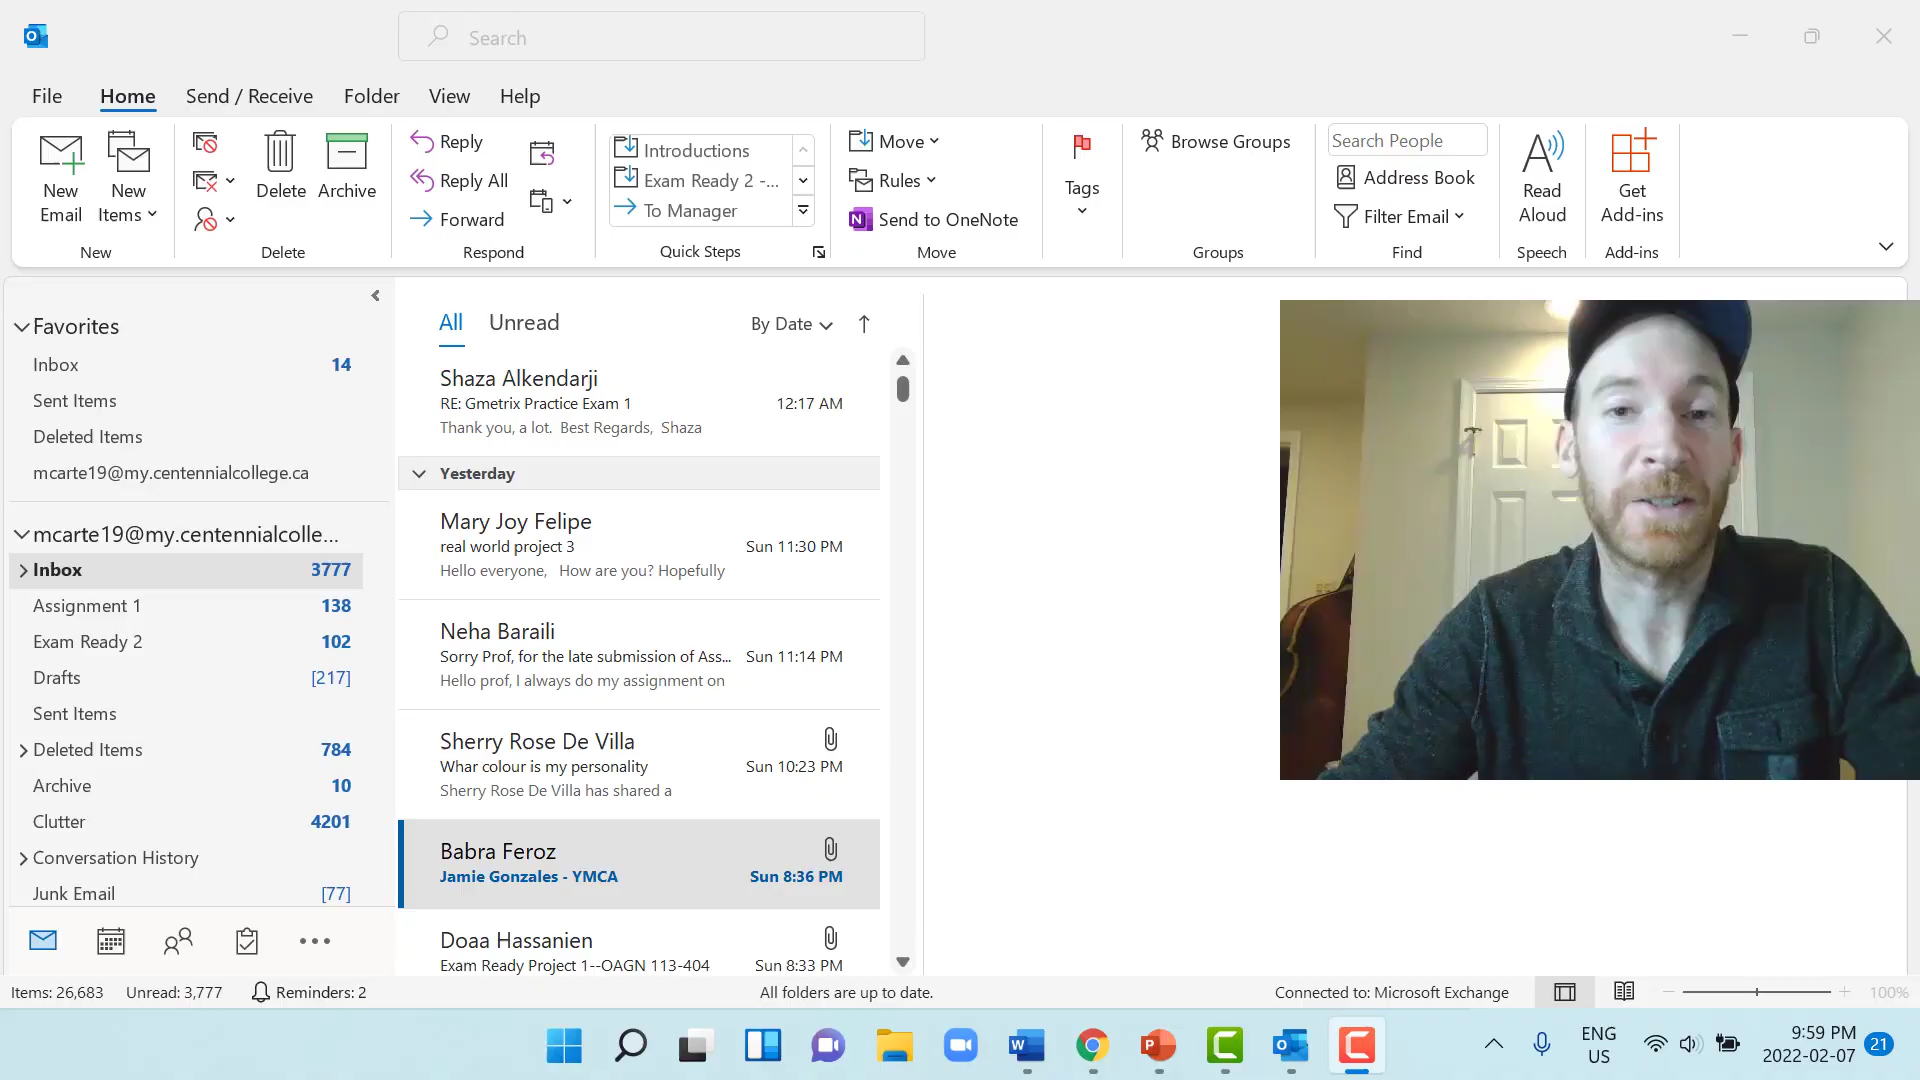 Search
File Home Send / Receive Folder View Help
New Email
New Items
New
Delete
Archive
Delete
Reply
Reply All
Forward
Respond
Introductions
Exam Ready 2 -...
To Manager
Quick Steps
Move
Rules
Send to OneNote
Move
Tags
Browse Groups
Groups
Search People
Address Book
Filter Email
Find
Read Aloud
Speech
Get Add-ins
Add-ins
Favorites
Inbox 14
Sent Items
Deleted Items
mcarte19@my.centennialcollege.ca
mcarte19@my.centennialcolle...
Inbox 3777
Assignment 1 138
Exam Ready 2 102
Drafts [217]
Sent Items
Deleted Items 784
Archive 10
Clutter 4201
Conversation History
Junk Email [77]
All Unread By Date
Shaza Alkendarji
RE: Gmetrix Practice Exam 1 12:17 AM
Thank you, a lot. Best Regards, Shaza
Yesterday
Mary Joy Felipe
real world project 3 Sun 11:30 PM
Hello everyone, How are you? Hopefully
Neha Baraili
Sorry Prof, for the late submission of Ass... Sun 11:14 PM
Hello prof, I always do my assignment on
Sherry Rose De Villa
Whar colour is my personality Sun 10:23 PM
Sherry Rose De Villa has shared a
Babra Feroz
Jamie Gonzales - YMCA Sun 8:36 PM
Doaa Hassanien
Exam Ready Project 1--OAGN 113-404 Sun 8:33 PM
Items: 26,683 Unread: 3,777 Reminders: 2 All folders are up to date. Connected to: Microsoft Exchange 100%
ENG
US
9:59 PM
2022-02-07
21